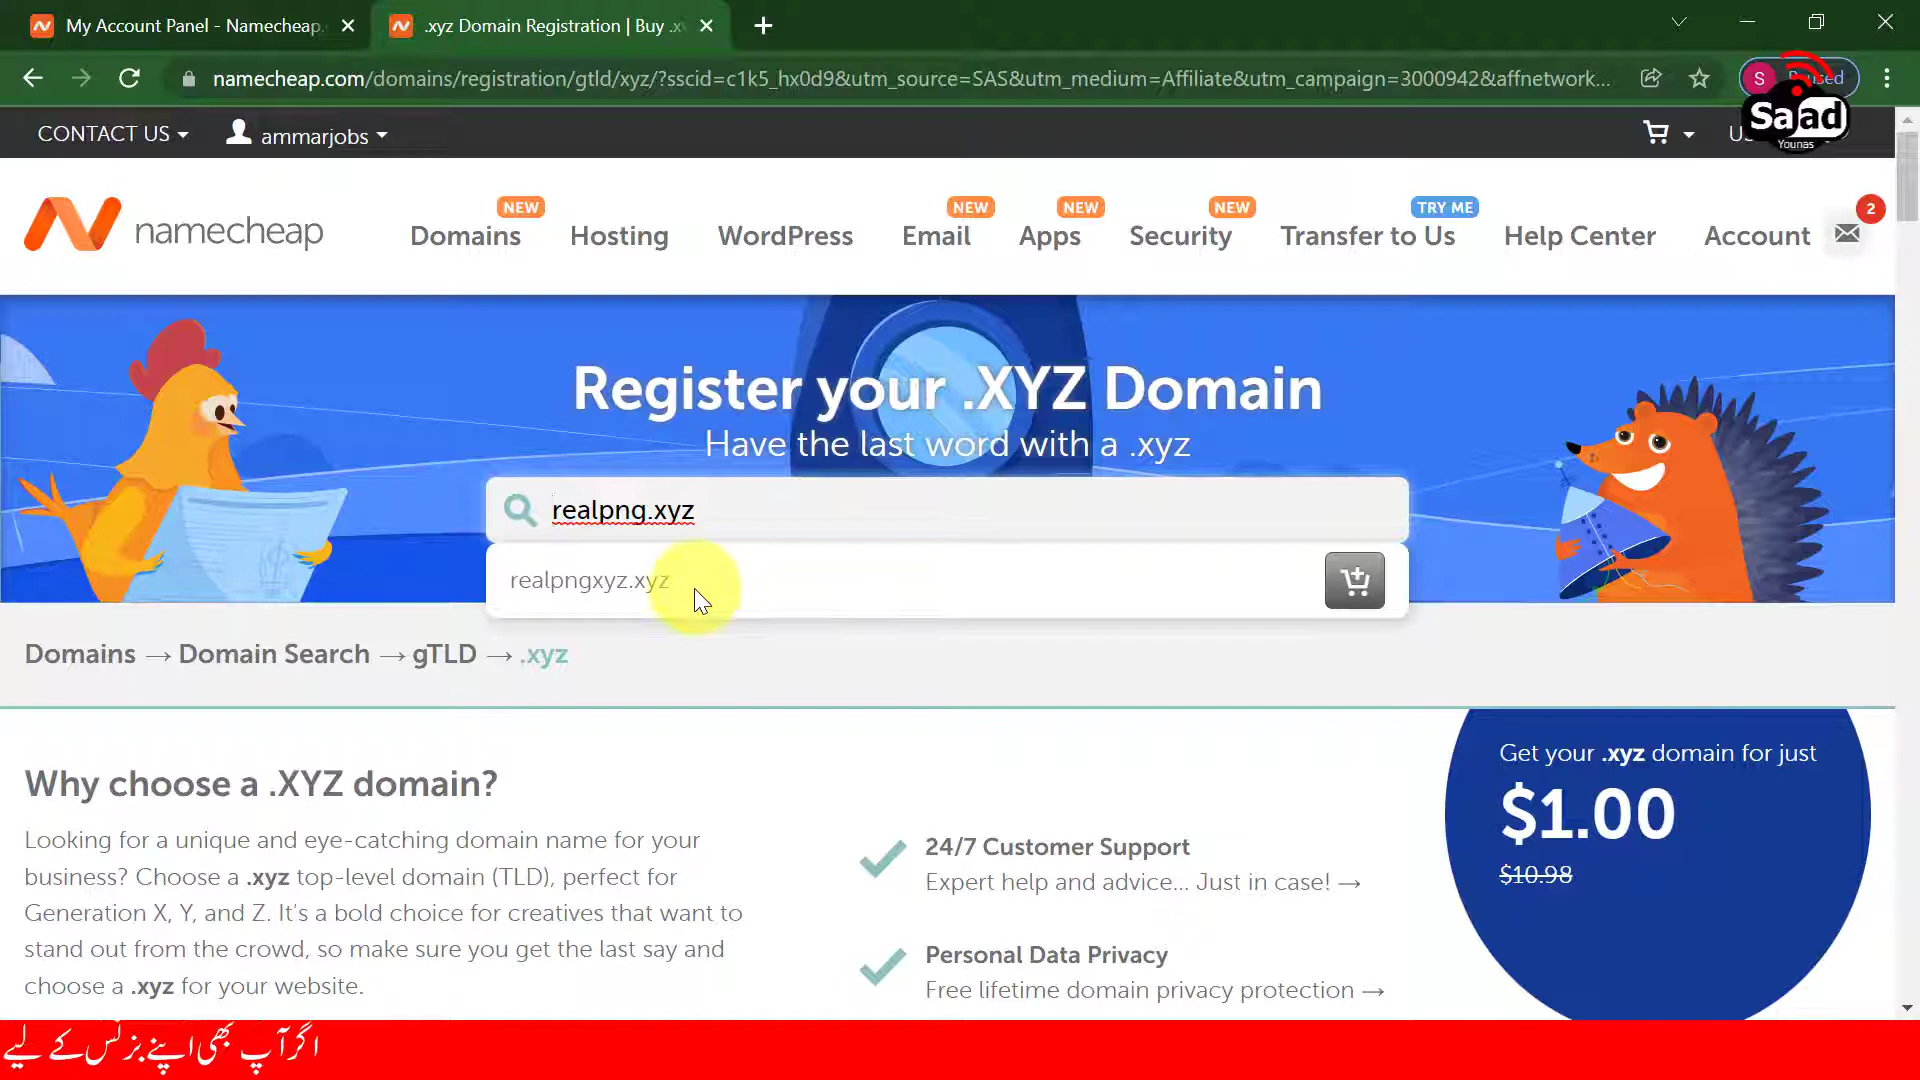 My Account Panel - Namecheap.
.xyz Domain Registration | Buy .x
namecheap.com/domains/registration/gtld/xyz/?sscid=c1k5_hx0d9&utm_source=SAS&utm_medium=Affiliate&utm_campaign=3000942&affnetwork...
S
Saad
Younas
CONTACT US
ammarjobs
namecheap
NEW
NEW
NEW
NEW
TRY ME
2
Domains
Hosting
WordPress
Email
Apps
Security
Transfer to Us
Help Center
Account
Register your .XYZ Domain
Have the last word with a .xyz
realpng.xyz
realpngxyz.xyz
Domains → Domain Search → gTLD → .xyz
Why choose a .XYZ domain?
Looking for a unique and eye-catching domain name for your
business? Choose a .xyz top-level domain (TLD), perfect for
Generation X, Y, and Z. It's a bold choice for creatives that want to
stand out from the crowd, so make sure you get the last say and
choose a .xyz for your website.
24/7 Customer Support
Expert help and advice... Just in case! →
Personal Data Privacy
Free lifetime domain privacy protection →
Get your .xyz domain for just
$1.00
$10.98
اگر آپ بھی اپنے بزنس کے لیے